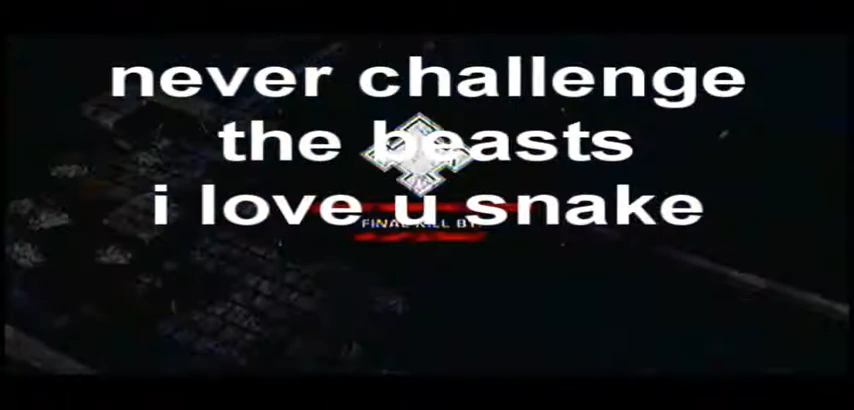 never challenge
the beasts
i love u snake
FINAL KILL BY: